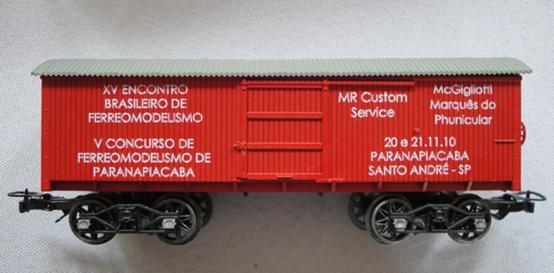 XV ENCONTRO
BRASILEIRO DE
FERREOMODELISMO
V CONCURSO DE
FERREOMODELISMO DE
PARANAPIACABA
MR Custom
Service
McGigliotti
Marquês do
Phunicular
20 e 21.11.10
PARANAPIACABA
SANTO ANDRÉ - SP